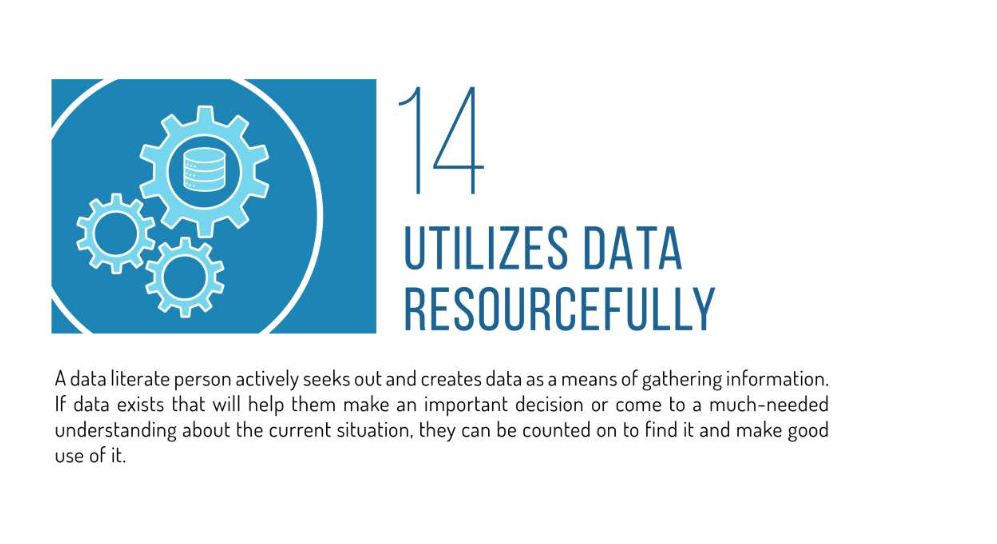 14
UTILIZES DATA
RESOURCEFULLY
A data literate person actively seeks out and creates data as a means of gathering information.
If data exists that will help them make an important decision or come to a much-needed
understanding about the current situation, they can be counted on to find it and make good
use of it.